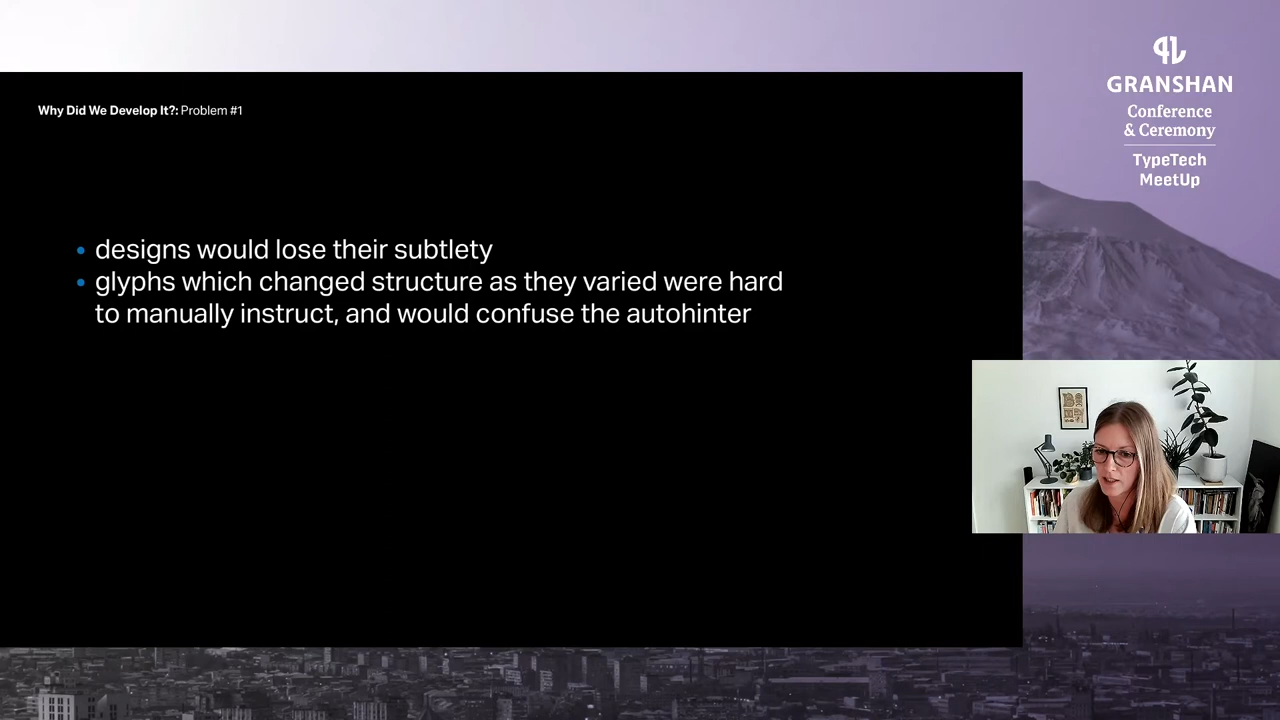 Why Did We Develop It?: Problem #1
• designs would lose their subtlety
• glyphs which changed structure as they varied were hard
to manually instruct, and would confuse the autohinter
GRANSHAN
Conference
& Ceremony
TypeTech
MeetUp